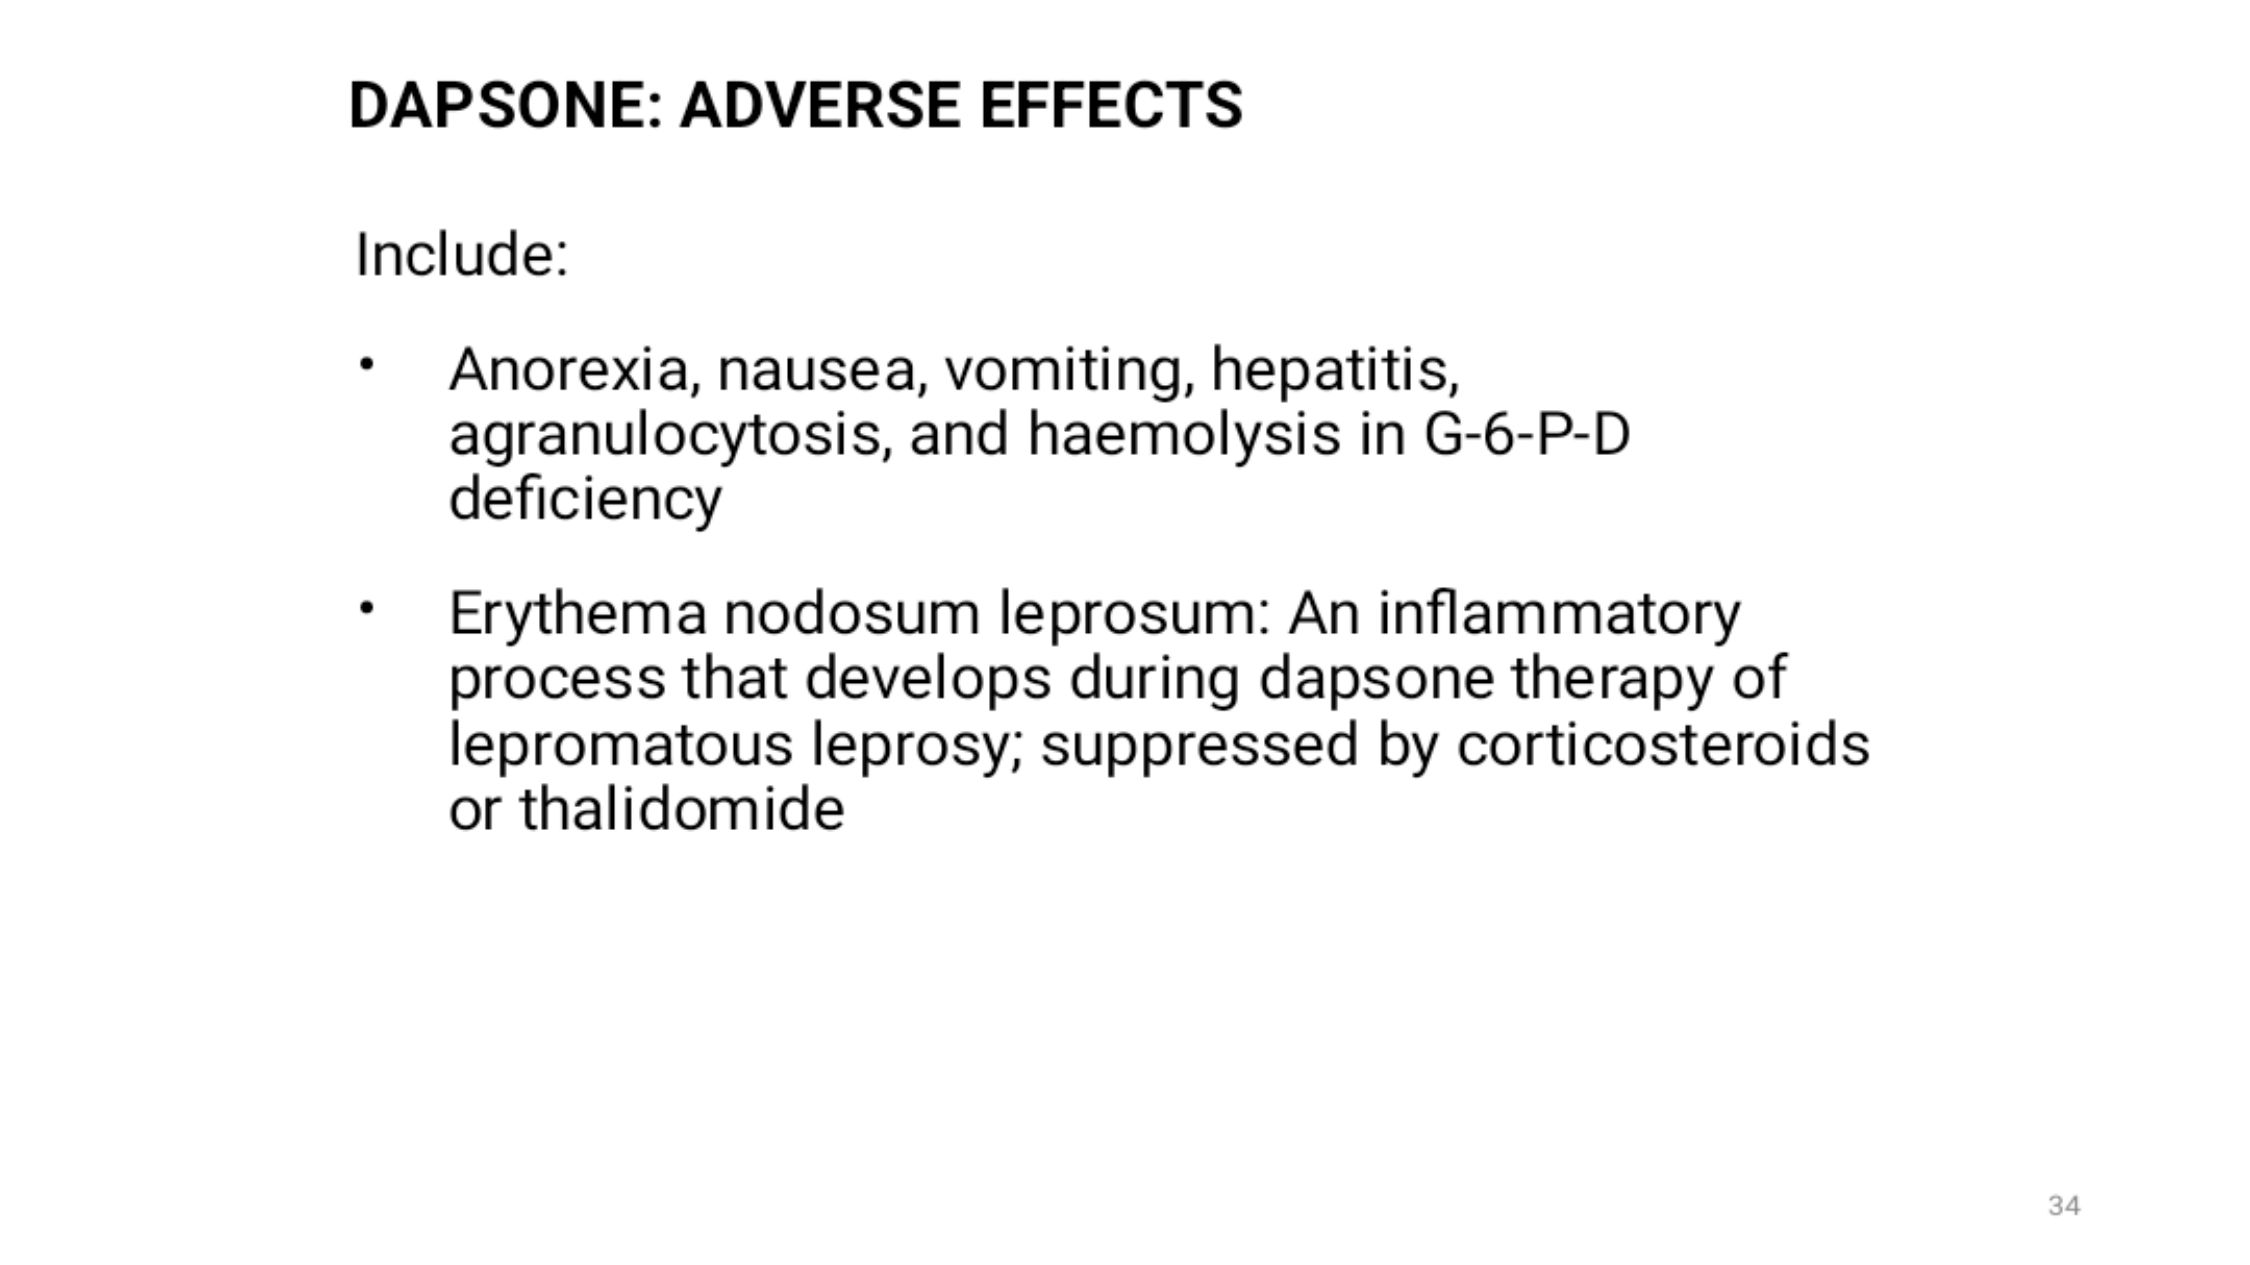 DAPSONE: ADVERSE EFFECTS
Include:
• Anorexia, nausea, vomiting, hepatitis,
agranulocytosis, and haemolysis in G-6-P-D
deficiency
• Erythema nodosum leprosum: An inflammatory
process that develops during dapsone therapy of
lepromatous leprosy; suppressed by corticosteroids
or thalidomide
34